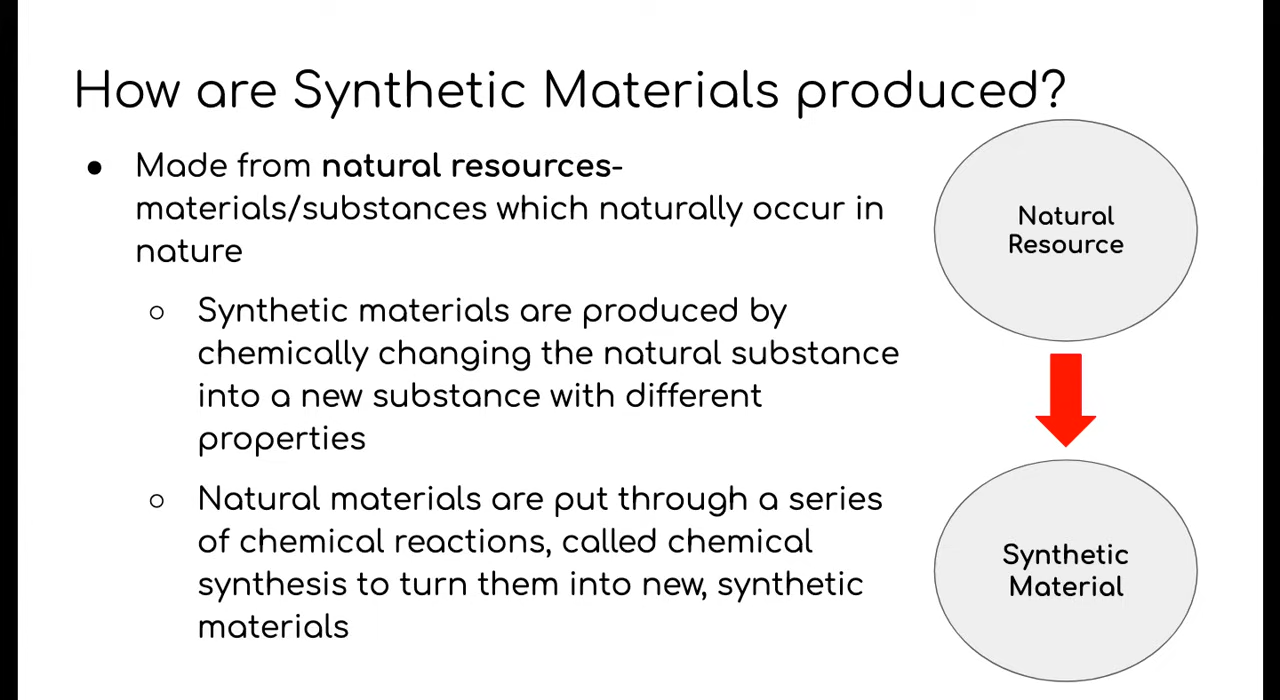 How are Synthetic Materials produced?
● Made from natural resources-
materials/substances which naturally occur in
nature
○ Synthetic materials are produced by
chemically changing the natural substance
into a new substance with different
properties
○ Natural materials are put through a series
of chemical reactions, called chemical
synthesis to turn them into new, synthetic
materials
Natural
Resource
Synthetic
Material